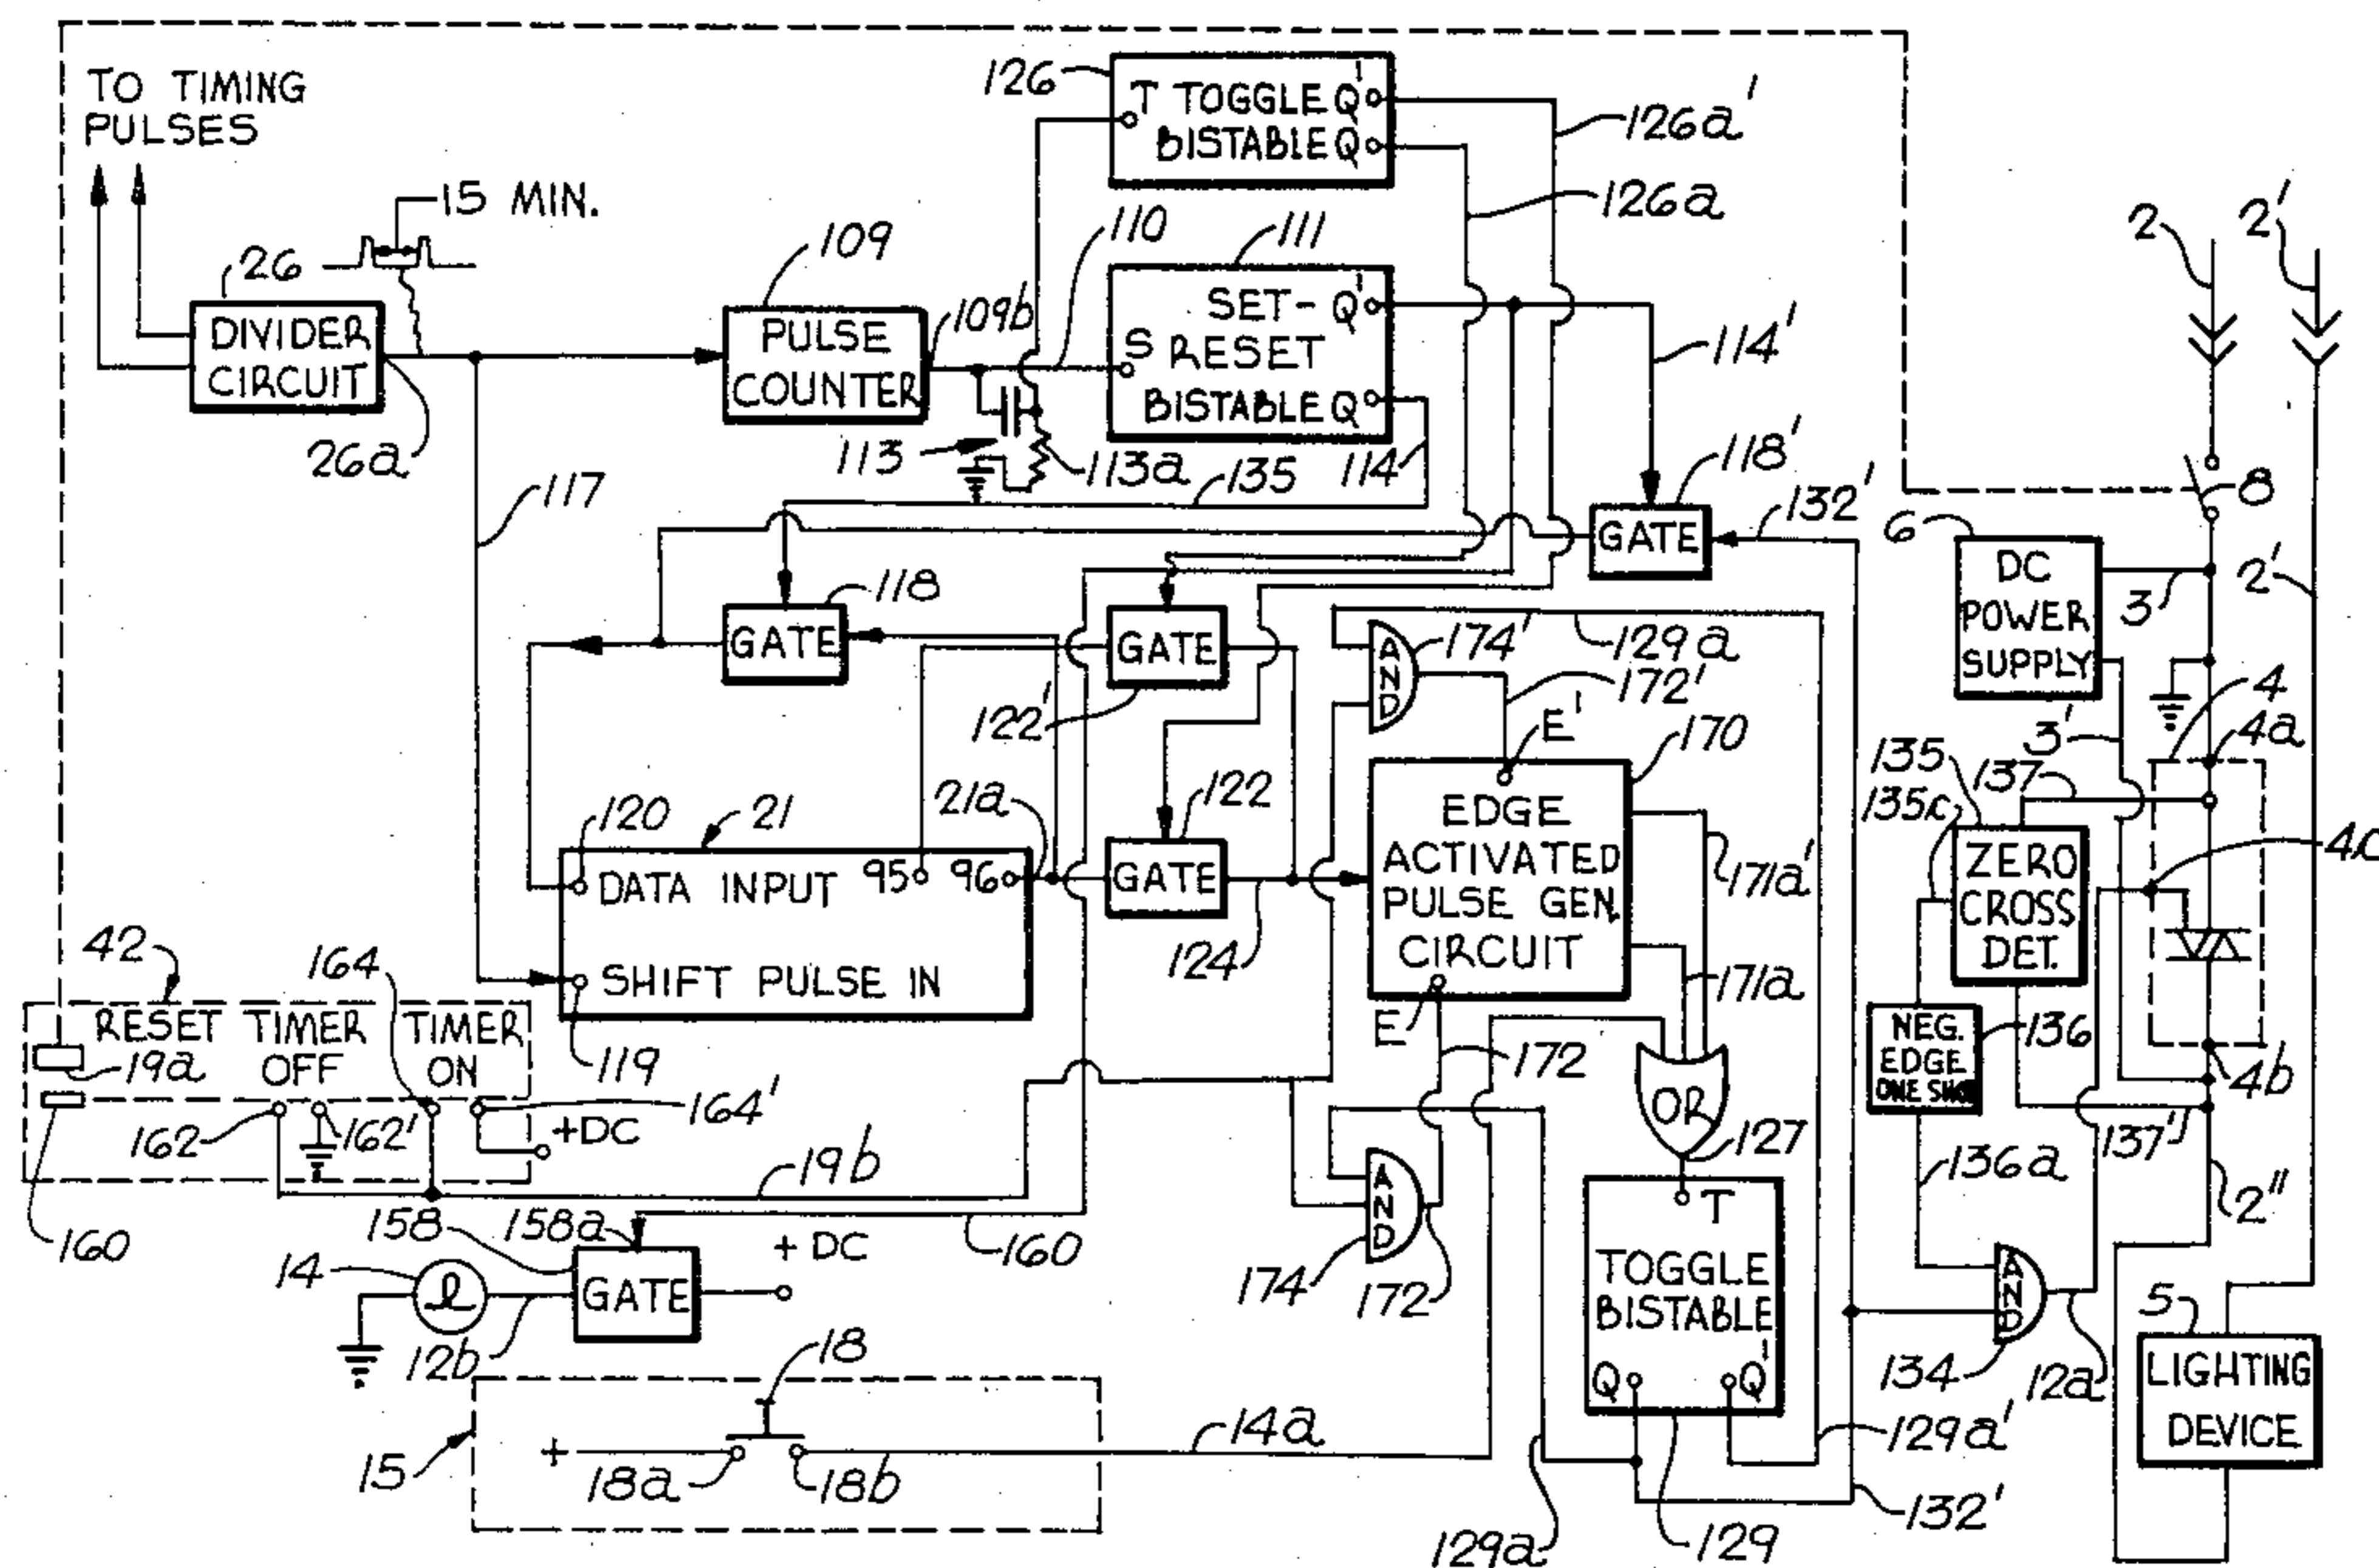 TO TIMING
PULSES
15 MIN.
26
DIVIDER
CIRCUIT
26a
117
109
PULSE
COUNTER
109b
110
113
113a
126
T TOGGLE Q'
BISTABLE Q
126a'
126a
111
SET- Q'
S RESET
BISTABLE Q
114
114'
135
118'
GATE
132'
118
GATE
GATE
122'
122
GATE
124
120
21
21a
DATA INPUT 95 96
SHIFT PULSE IN
119
AND
174'
129a
172'
E'
170
EDGE
ACTIVATED
PULSE GEN.
CIRCUIT
E
171a'
171a
172
OR
127
T
TOGGLE
BISTABLE
Q Q'
129
129a
129a'
132'
AND
174
172
42
164
RESET TIMER TIMER
OFF ON
19a
160
162
162'
164'
+DC
19b
158
158a
160
14
l
GATE
+ DC
12b
18
15
+
18a
18b
14a
2
2'
8
6
DC
POWER
SUPPLY
3
3'
2'
4
4a
135
137
135c
ZERO
CROSS
DET.
4c
NEG.
EDGE
ONE SHOT
136
4b
137'
136a
2"
AND
134
12a
5
LIGHTING
DEVICE